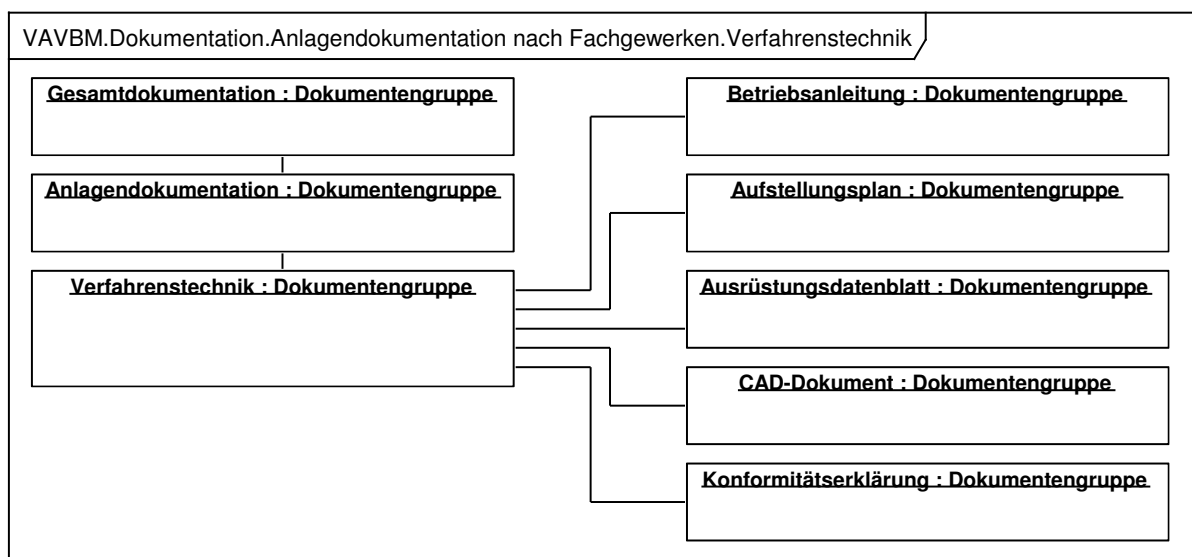 VAVBM.Dokumentation.Anlagendokumentation nach Fachgewerken.Verfahrenstechnik
Gesamtdokumentation : Dokumentengruppe
Anlagendokumentation : Dokumentengruppe
Verfahrenstechnik : Dokumentengruppe
Betriebsanleitung : Dokumentengruppe
Aufstellungsplan : Dokumentengruppe
Ausrüstungsdatenblatt : Dokumentengruppe
CAD-Dokument : Dokumentengruppe
Konformitätserklärung : Dokumentengruppe